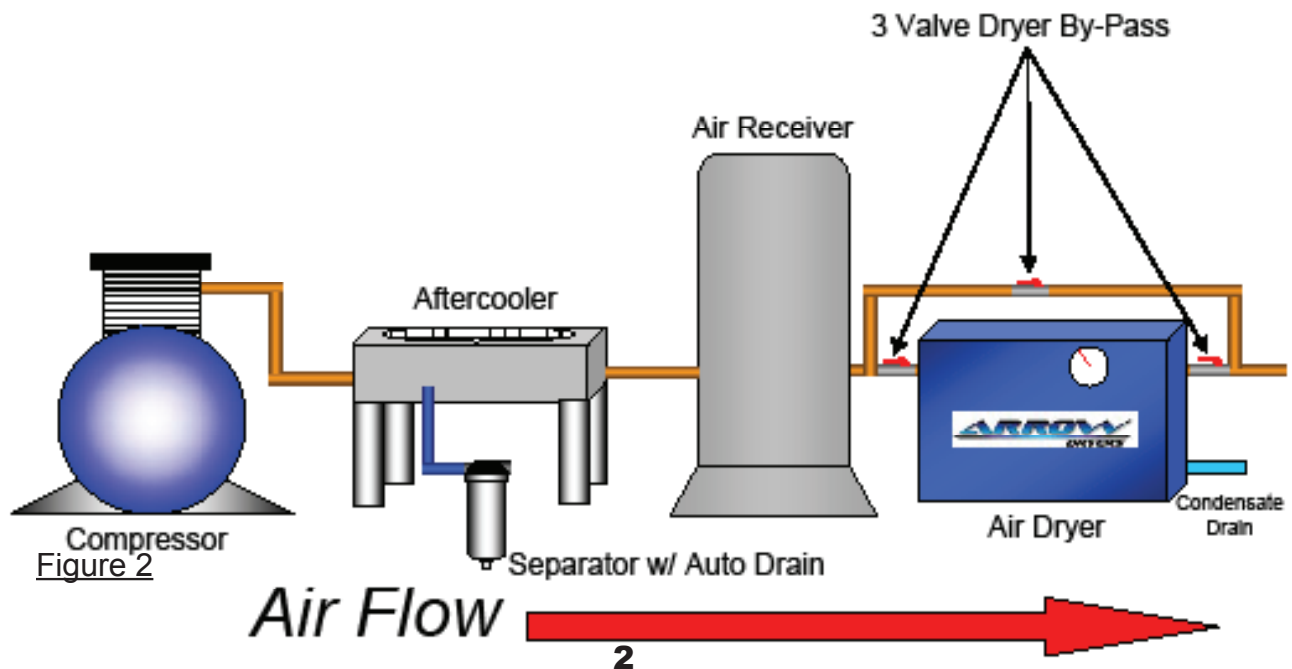 3 Valve Dryer By-Pass
Air Receiver
Aftercooler
ARROW
DRYERS
Compressor
Air Dryer
Condensate
Drain
Figure 2
Separator w/ Auto Drain
Air Flow
2